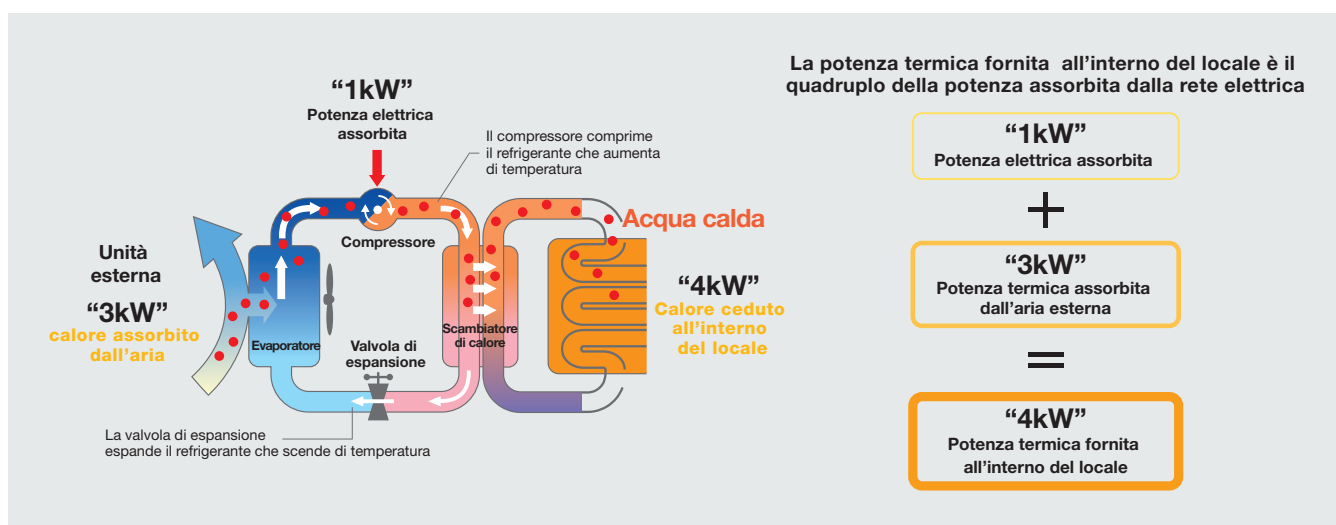 “1kW”
Potenza elettrica
assorbita
Il compressore comprime
il refrigerante che aumenta
di temperatura
Compressore
Acqua calda
Unità
esterna
“3kW”
calore assorbito
dall’aria
Evaporatore
Valvola di
espansione
Scambiatore
di calore
“4kW”
Calore ceduto
all’interno
del locale
La valvola di espansione
espande il refrigerante che scende di temperatura
La potenza termica fornita all’interno del locale è il
quadruplo della potenza assorbita dalla rete elettrica
“1kW”
Potenza elettrica assorbita
+
“3kW”
Potenza termica assorbita
dall’aria esterna
=
“4kW”
Potenza termica fornita
all’interno del locale